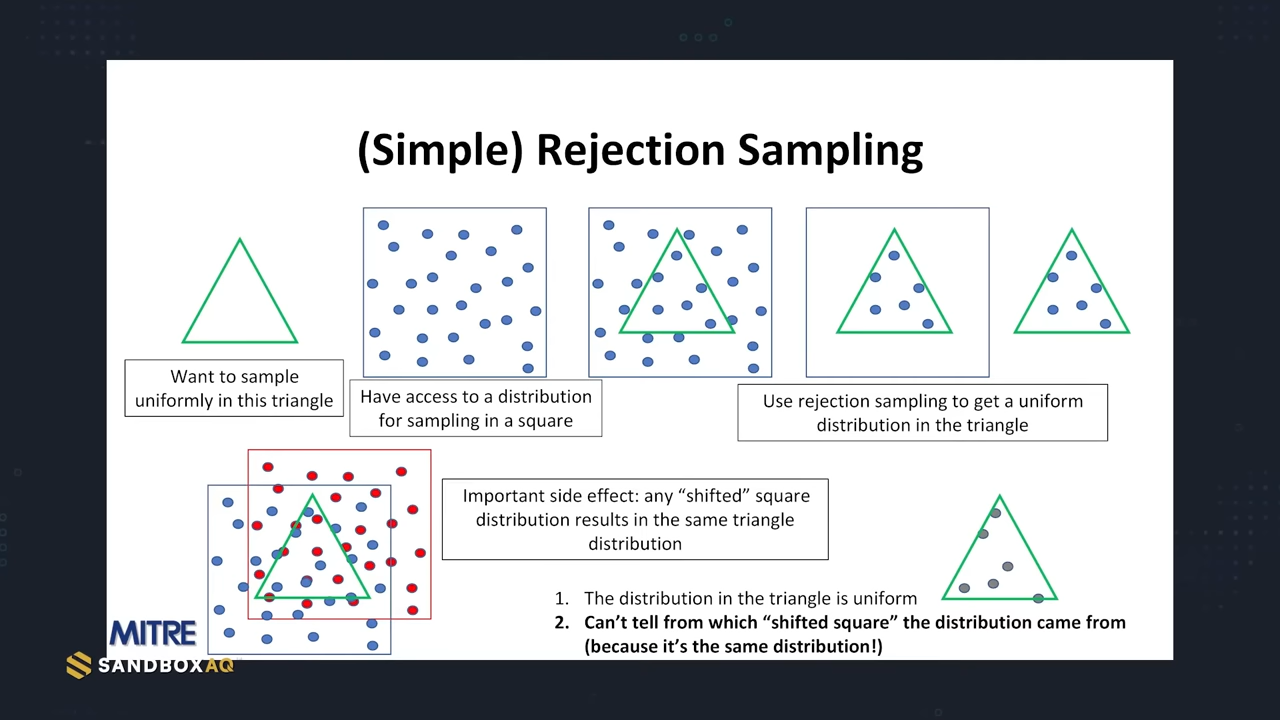 (Simple) Rejection Sampling
Want to sample
uniformly in this triangle
Have access to a distribution
for sampling in a square
Use rejection sampling to get a uniform
distribution in the triangle
Important side effect: any “shifted” square
distribution results in the same triangle
distribution
1. The distribution in the triangle is uniform
2. Can’t tell from which “shifted square” the distribution came from
(because it’s the same distribution!)
MITRE
SANDBOXAQ